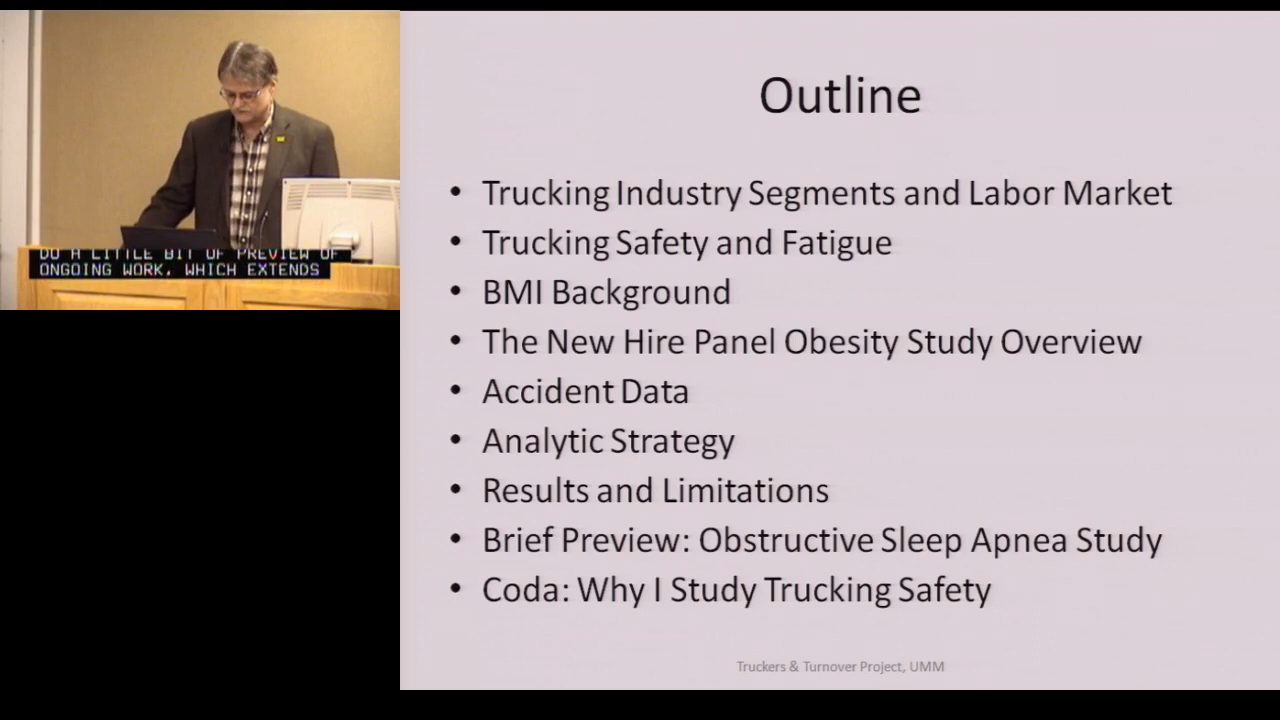 DO A LITTLE BIT OF PREVIEW OF
ONGOING WORK, WHICH EXTENDS
Outline
• Trucking Industry Segments and Labor Market
• Trucking Safety and Fatigue
• BMI Background
• The New Hire Panel Obesity Study Overview
• Accident Data
• Analytic Strategy
• Results and Limitations
• Brief Preview: Obstructive Sleep Apnea Study
• Coda: Why I Study Trucking Safety
Truckers & Turnover Project, UMM